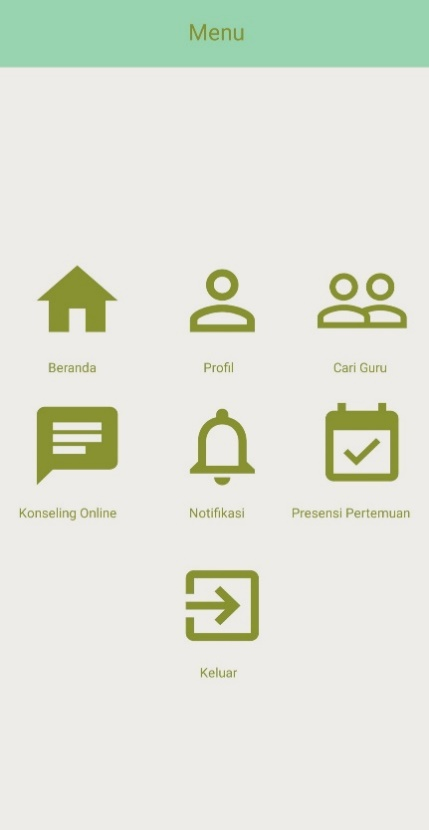 Menu
Beranda
Profil
Cari Guru
Konseling Online
Notifikasi
Presensi Pertemuan
Keluar